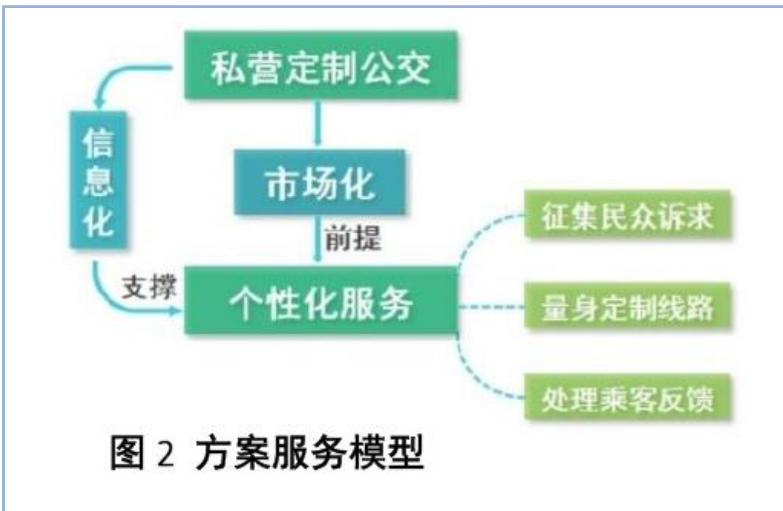 私营定制公交
信息化
市场化
前提
支撑
个性化服务
征集民众诉求
量身定制线路
处理乘客反馈
图 2 方案服务模型